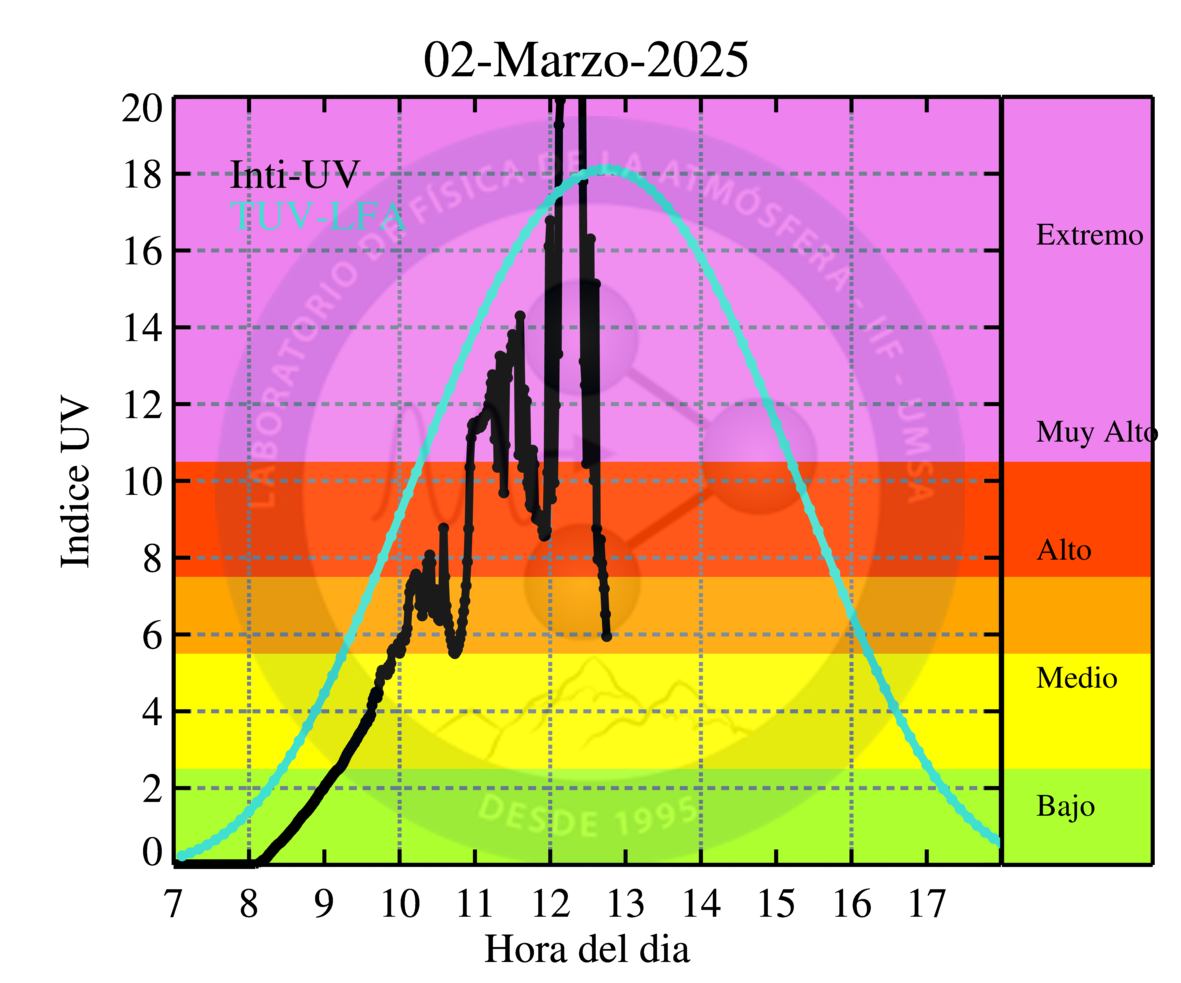 02-Marzo-2025
Inti-UV
TUV-LFA
LABORATORIO DE FÍSICA DE LA ATMÓSFERA - IIF - UMSA
DESDE 1995
Indice UV
20
18
16
14
12
10
8
6
4
2
0
Extremo
Muy Alto
Alto
Medio
Bajo
7 8 9 10 11 12 13 14 15 16 17
Hora del dia